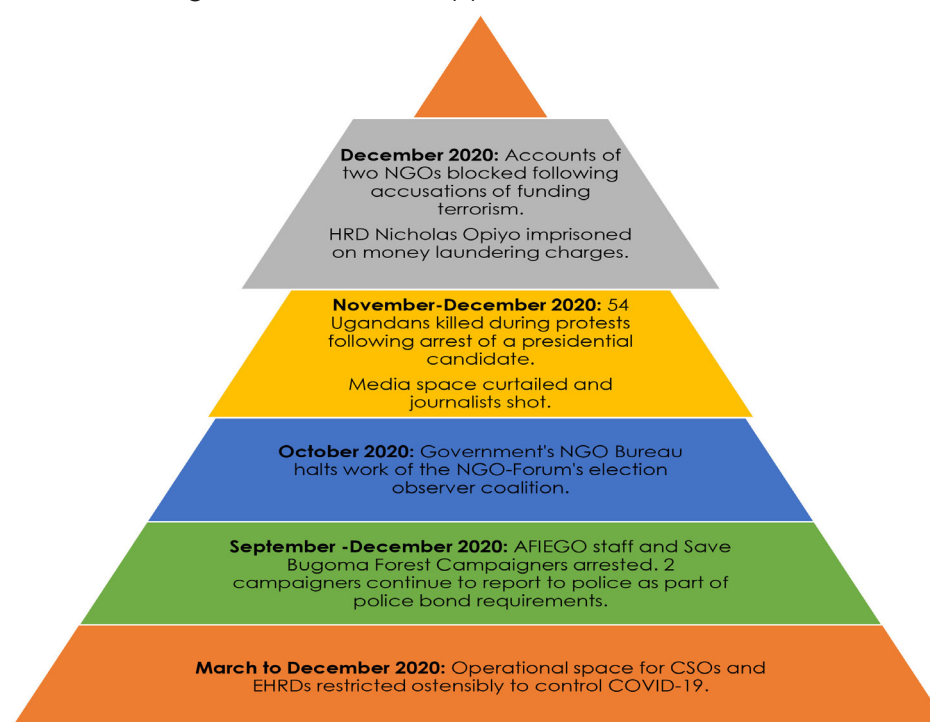 December 2020: Accounts of
two NGOs blocked following
accusations of funding
terrorism.
HRD Nicholas Opiyo imprisoned
on money laundering charges.
November-December 2020: 54
Ugandans killed during protests
following arrest of a presidential
candidate.
Media space curtailed and
journalists shot.
October 2020: Government's NGO Bureau
halts work of the NGO-Forum's election
observer coalition.
September -December 2020: AFIEGO staff and Save
Bugoma Forest Campaigners arrested. 2
campaigners continue to report to police as part of
police bond requirements.
March to December 2020: Operational space for CSOs and
EHRDs restricted ostensibly to control COVID-19.